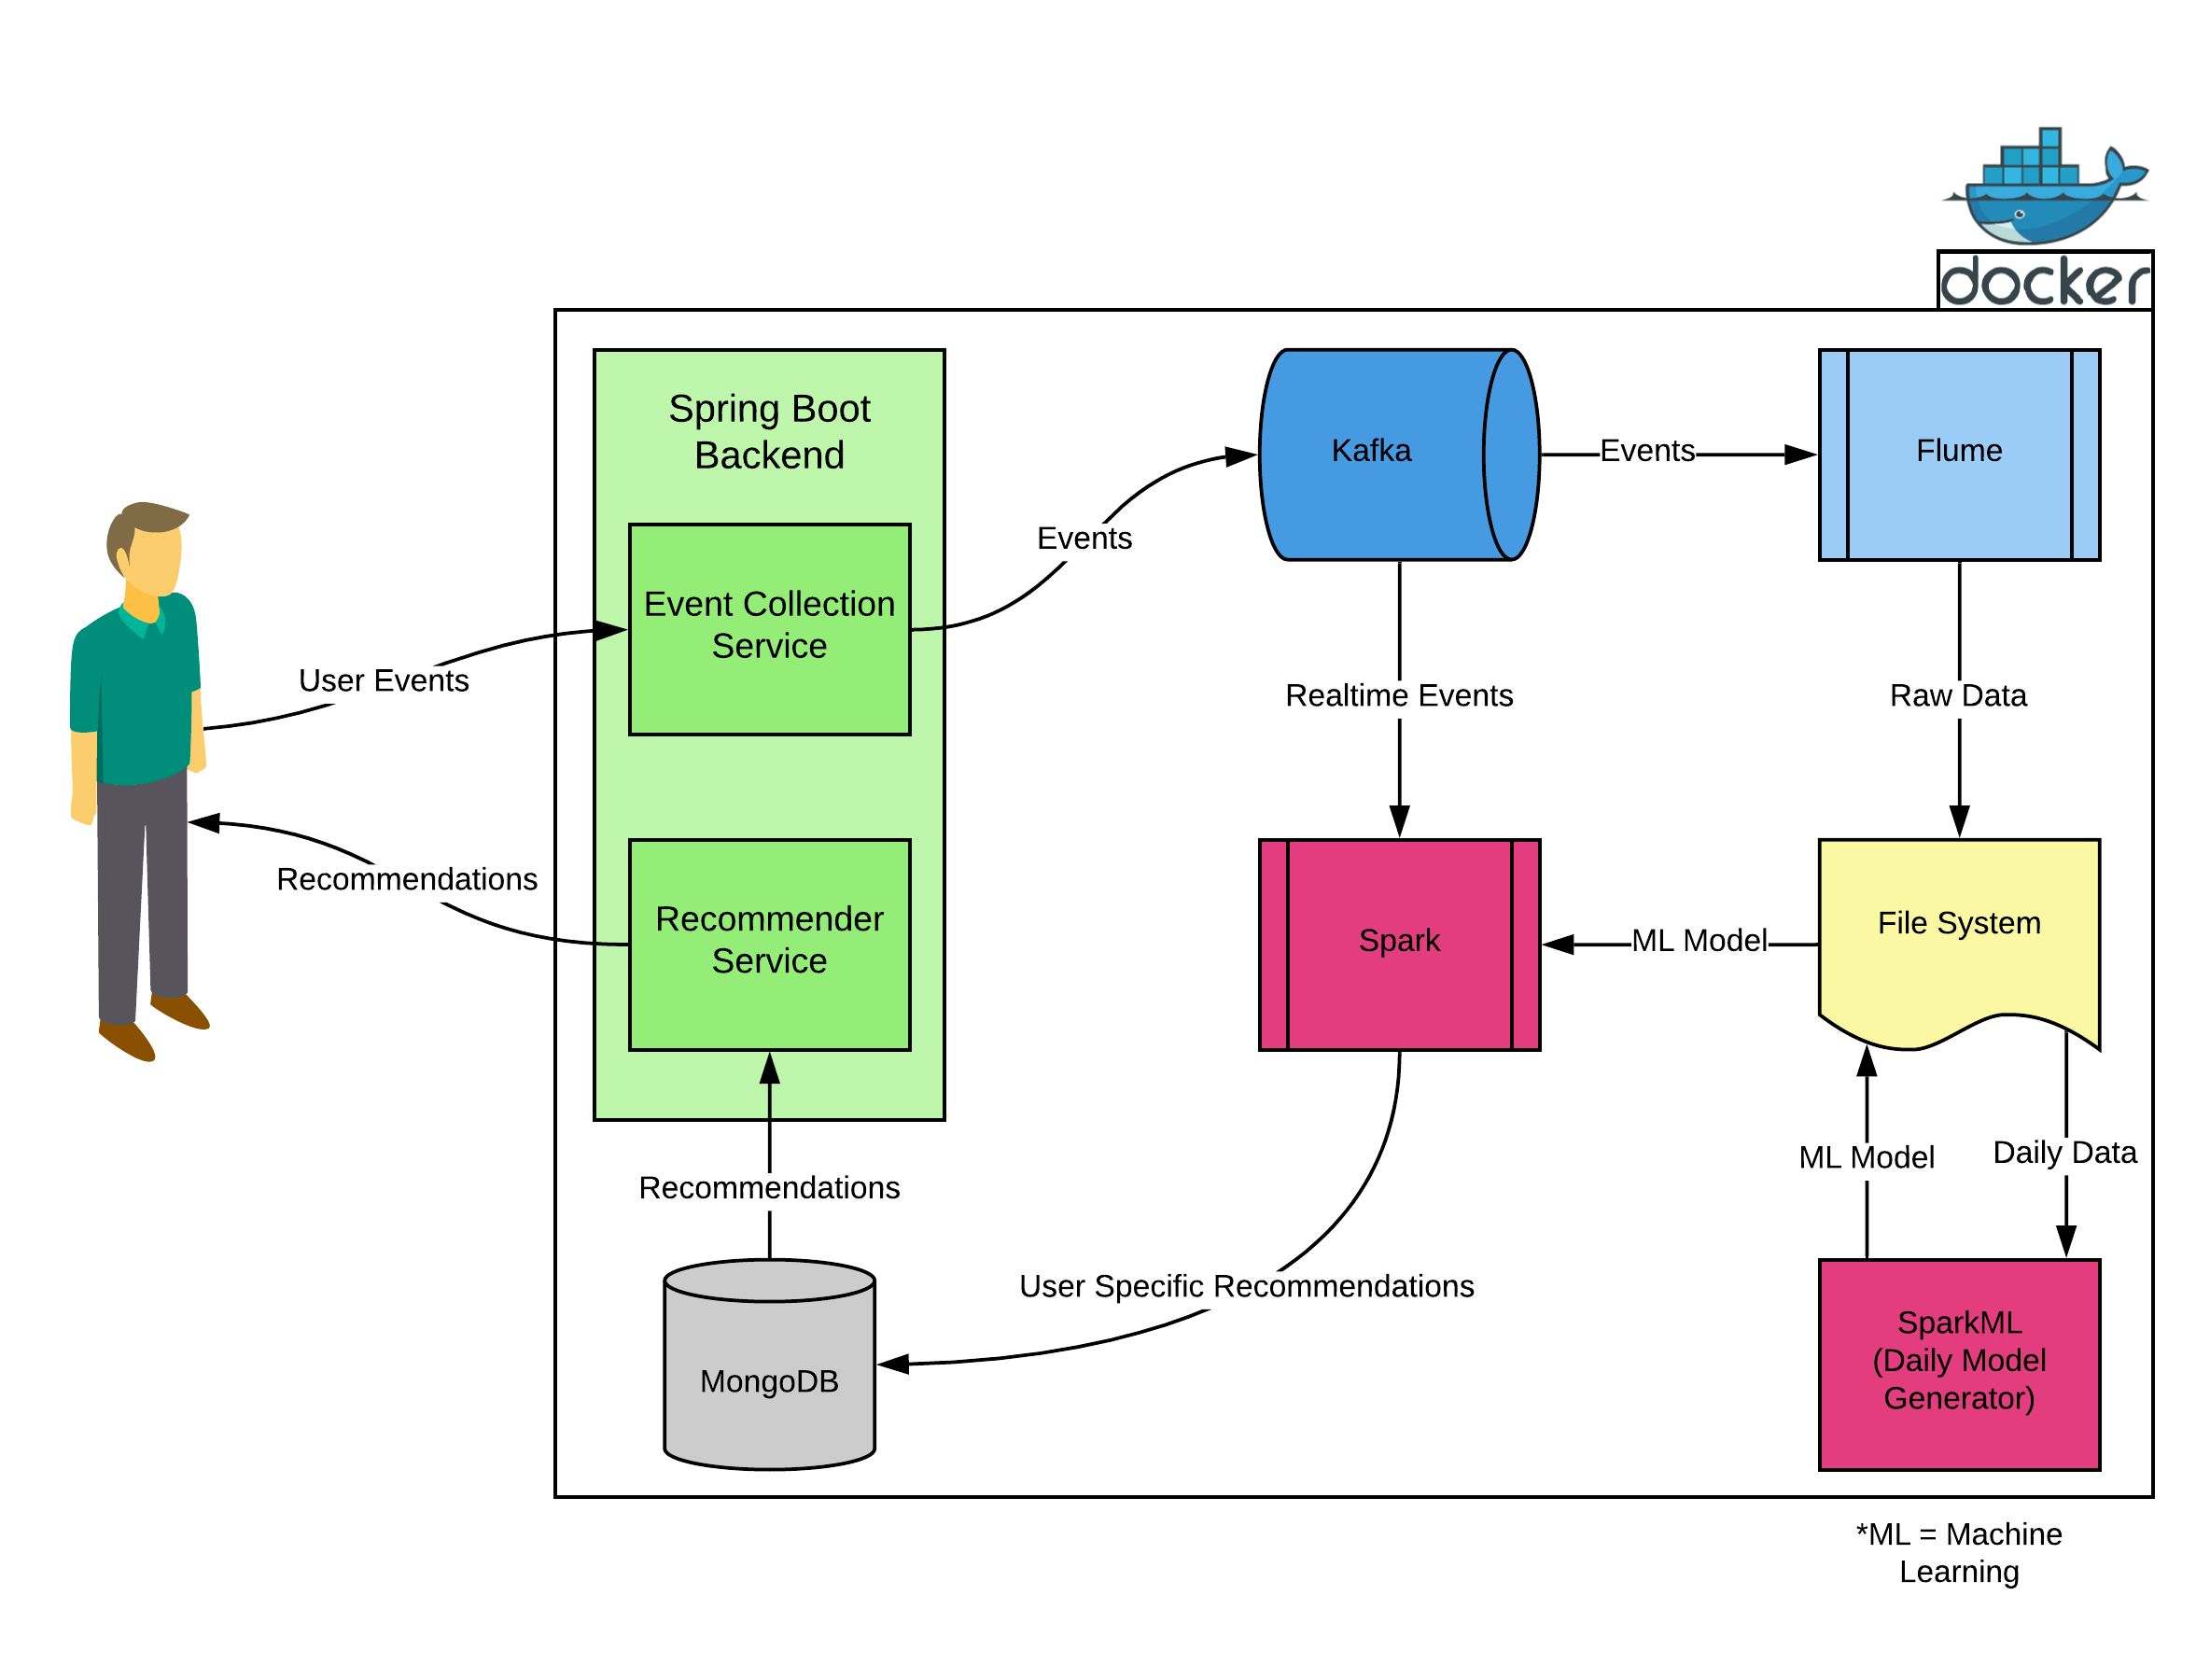 docker
Spring Boot
Backend
Kafka
Events
Flume
Events
Event Collection
Service
User Events
Realtime Events
Raw Data
Recommendations
Recommender
Service
Spark
ML Model
File System
ML Model
Daily Data
Recommendations
User Specific Recommendations
MongoDB
SparkML
(Daily Model
Generator)
*ML = Machine
Learning